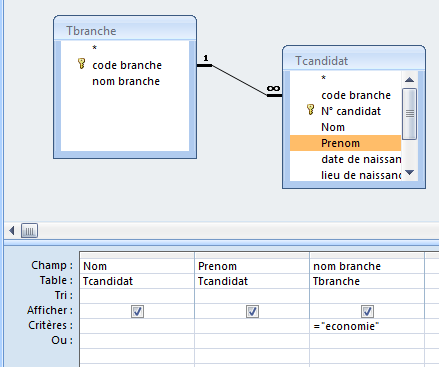 Tbranche
*
code branche
nom branche
1
∞
Tcandidat
*
code branche
N° candidat
Nom
Prenom
date de naissan
lieu de naissanc
Champ : Nom Prenom nom branche
Table : Tcandidat Tcandidat Tbranche
Tri :
Afficher :
Critères : ="economie"
Ou :